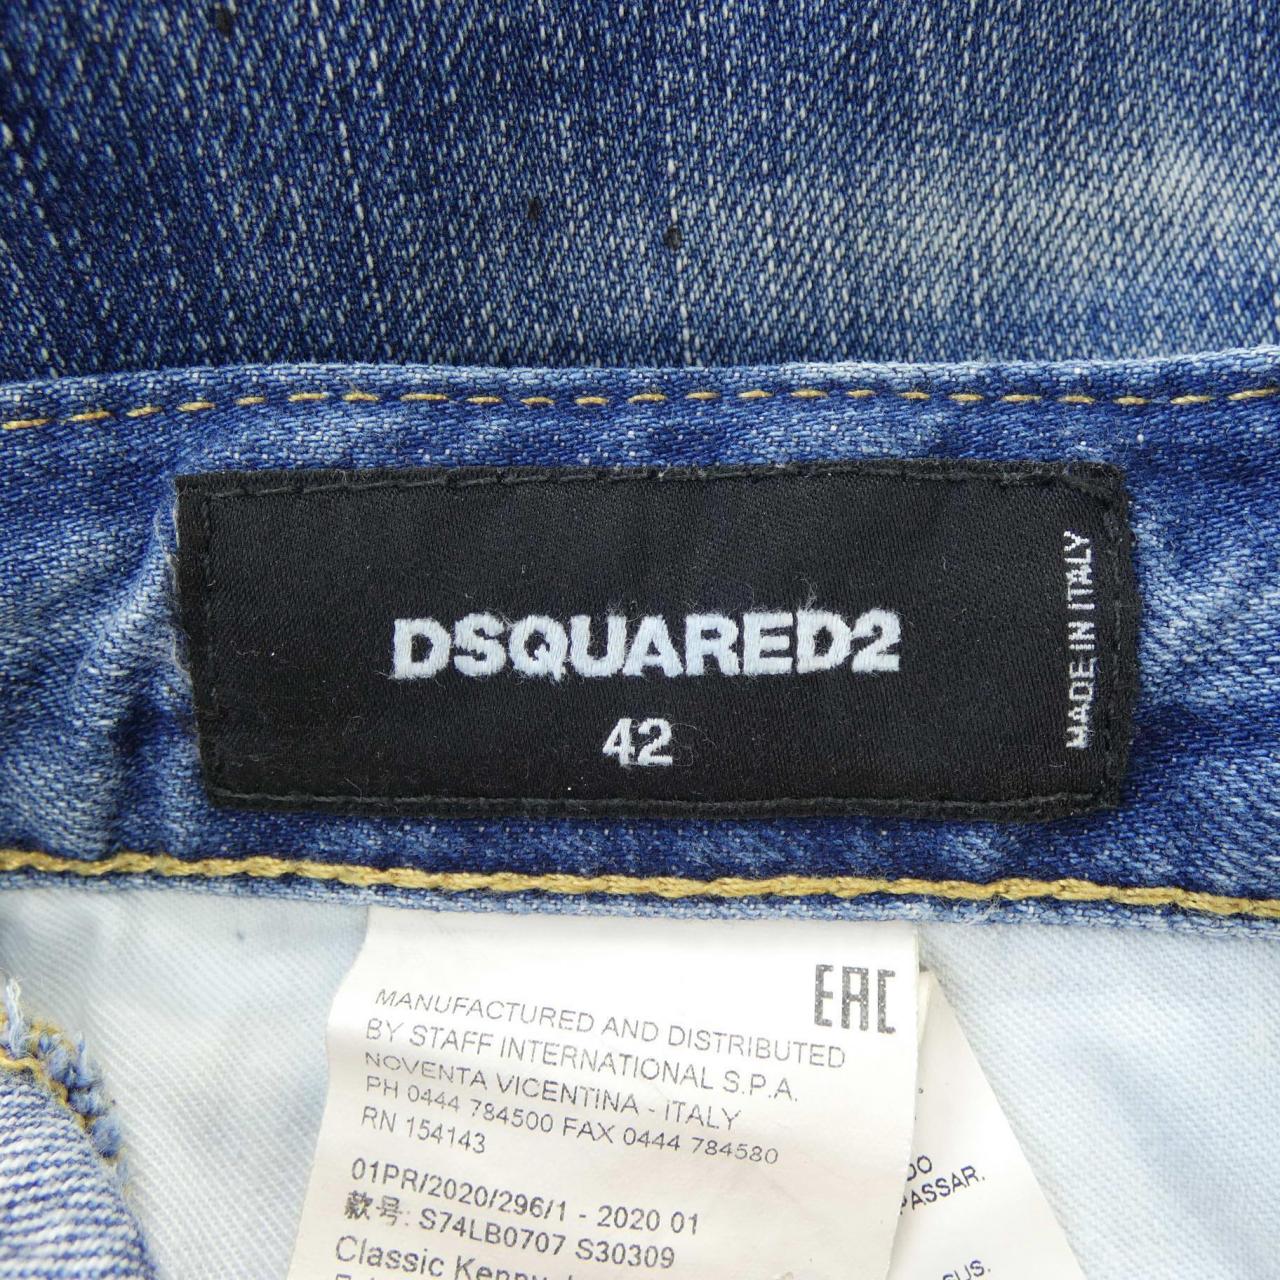 DSQUARED2
42
MADE IN ITALY
EAC
MANUFACTURED AND DISTRIBUTED
BY STAFF INTERNATIONAL S.P.A.
NOVENTA VICENTINA - ITALY
PH 0444 784500 FAX 0444 784580
RN 154143
01PR/2020/296/1 - 2020 01
款号: S74LB0707 S30309
Classic
PASSAR.